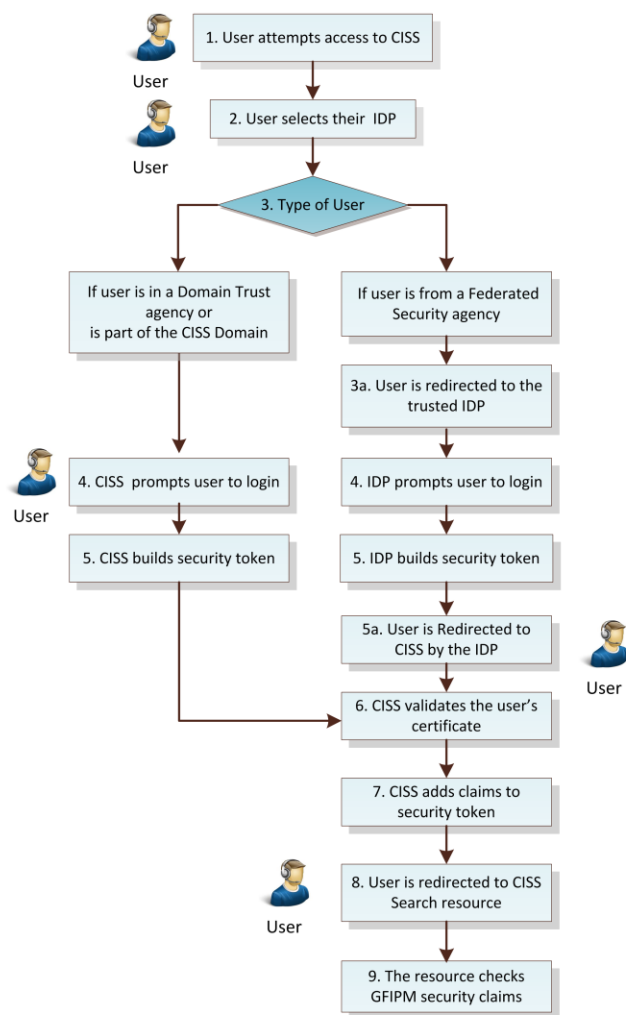 1. User attempts access to CISS
User
2. User selects their IDP
User
3. Type of User
If user is in a Domain Trust
agency or
is part of the CISS Domain
If user is from a Federated
Security agency
3a. User is redirected to the
trusted IDP
4. CISS prompts user to login
User
4. IDP prompts user to login
5. CISS builds security token
5. IDP builds security token
5a. User is Redirected to
CISS by the IDP
User
6. CISS validates the user's
certificate
7. CISS adds claims to
security token
8. User is redirected to CISS
Search resource
User
9. The resource checks
GFIPM security claims